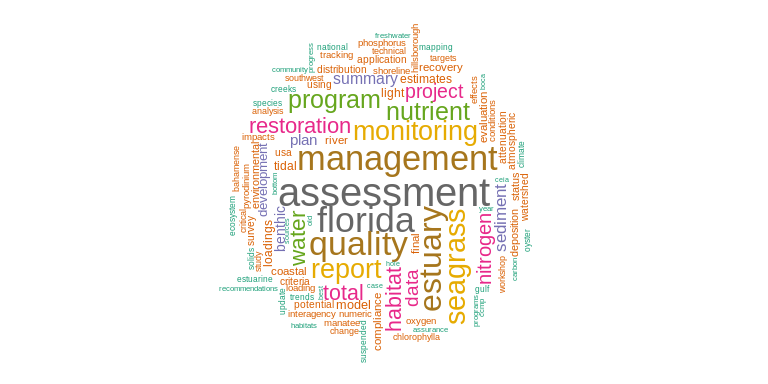 freshwater
phosphorus
national
progress
hillsborough
mapping
technical
tracking
application
targets
community
distribution
shoreline
recovery
southwest
using
summary
estimates
effects
boca
creeks
light
project
species
program
nutrient
analysis
evaluation
conditions
restoration
monitoring
impacts
plan
river
attenuation
atmospheric
climate
usa
tidal
management
environmental
development
bahamense
pyrodinium
bottom
assessment
ceia
status
watershed
ecosystem
critical
survey
florida
year
sediment
water
benthic
sources
old
estuary
seagrass
nitrogen
deposition
oyster
loadings
solids
study
quality
final
hole
workshop
carbon
coastal
report
habitat
data
estuarine
criteria
recommendations
loading
total
case
gulf
trends
best
update
potential
model
programs
ccmp
interagency
numeric
compliance
oxygen
habitats
manatee
change
suspended
assurance
chlorophylla